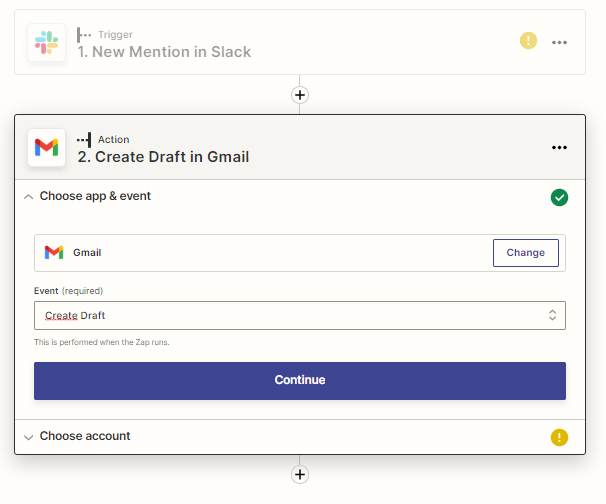 Trigger
1. New Mention in Slack
Action
2. Create Draft in Gmail
Choose app & event
Gmail
Change
Event (required)
Create Draft
This is performed when the Zap runs.
Continue
Choose account